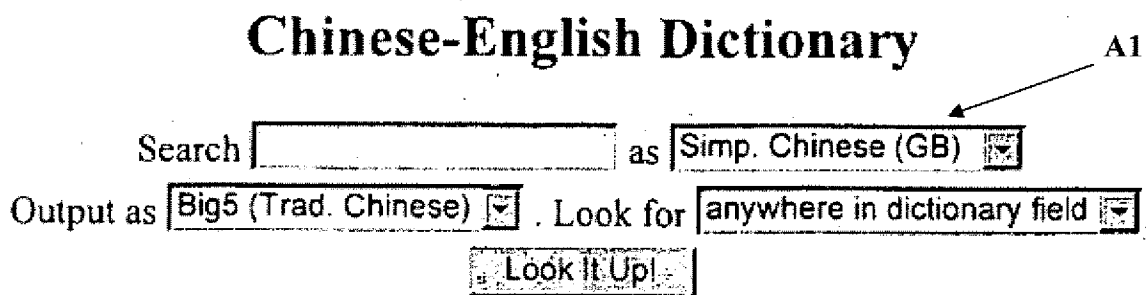 Chinese-English Dictionary
A1
Search as Simp. Chinese (GB)
Output as Big5 (Trad. Chinese) . Look for anywhere in dictionary field
Look It Up!